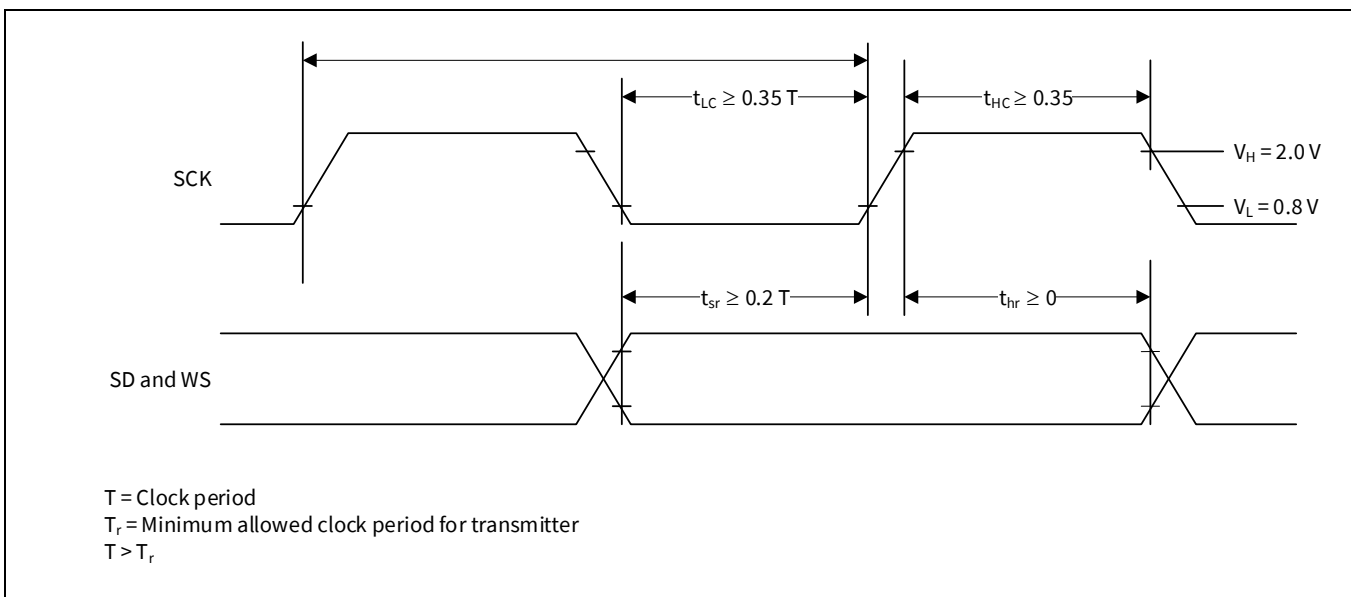 t_LC ≥ 0.35 T
t_HC ≥ 0.35
SCK
V_H = 2.0 V
V_L = 0.8 V
t_sr ≥ 0.2 T
t_hr ≥ 0
SD and WS
T = Clock period
T_r = Minimum allowed clock period for transmitter
T > T_r